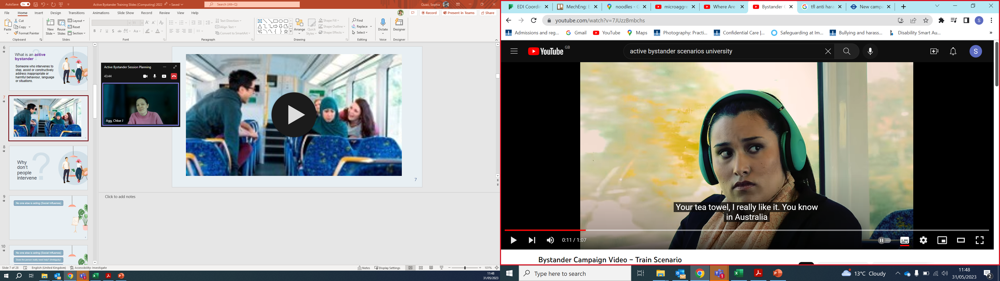 AutoSave On Active Bystander Training Slides (Computing) 2022 • Saved Search (Alt+Q) Quazi, Sophia
File Home Insert Design Transitions Animations Slide Show Record Review View Help Record Present in Teams Share
Paste Cut Copy Format Painter Clipboard
New Slide Reuse Slides Layout Reset Section Slides
11 Font
Text Direction Align Text Convert to SmartArt Paragraph
Arrange Quick Styles Shape Fill Shape Outline Shape Effects Drawing
Find Replace Select Editing
Dictate Voice
Designer Designer
6
What is an active
bystander
Someone who intervenes to
stop, assist or constructively
address inappropriate or
harmful behaviour, language
or situations.
7
8
Why
don't
people
intervene
?
9
No one else is acting (Social Influence)
10
No one else is acting (Social Influence)
Does the person really need help? (Ambiguity)
Active Bystander Session Planning
43:44
Agg, Chloe J
7
Click to add notes
Slide 7 of 28 English (United Kingdom) Accessibility: Investigate Notes Display Settings 101%
11:48
31/05/2023
EDI Coordin MechEng: E noodles - G microaggre Where Are Bystander C tfl anti hara New campa
youtube.com/watch?v=7JUzzBmbchs
Admissions and reg... Gmail YouTube Maps Photography: Practi... Confidential Care |... Safeguarding at Im... Bullying and harass... Disability Smart Au... »
YouTube GB active bystander scenarios university S
Your tea towel, I really like it. You know
in Australia
0:11 / 1:07
Bystander Campaign Video – Train Scenario
Type here to search 13°C Cloudy
11:48
31/05/2023
2